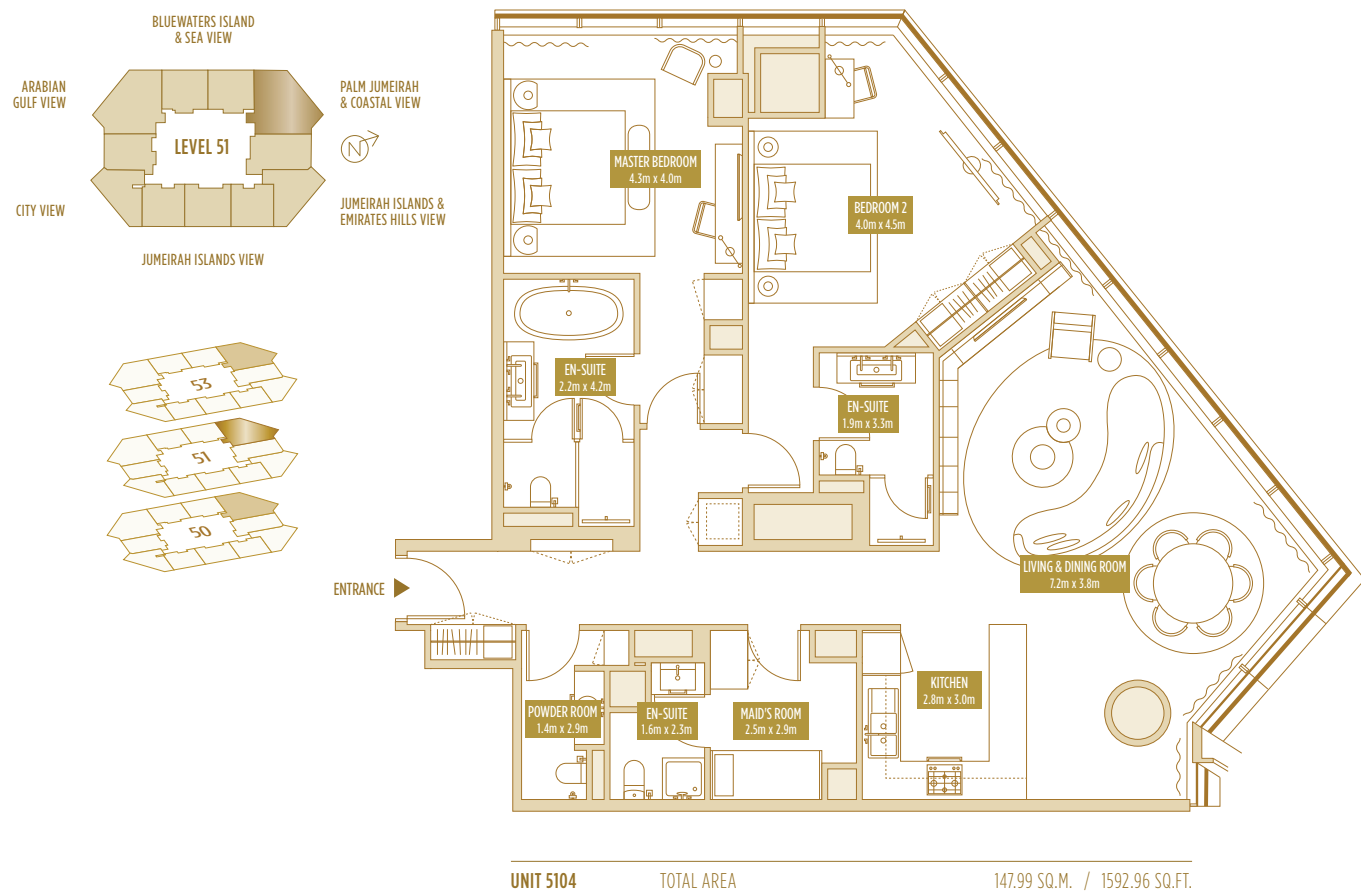 BLUEWATERS ISLAND
& SEA VIEW
ARABIAN
GULF VIEW
PALM JUMEIRAH
& COASTAL VIEW
LEVEL 51
N
CITY VIEW
JUMEIRAH ISLANDS &
EMIRATES HILLS VIEW
JUMEIRAH ISLANDS VIEW
53
51
50
MASTER BEDROOM
4.3m x 4.0m
BEDROOM 2
4.0m x 4.5m
EN-SUITE
2.2m x 4.2m
EN-SUITE
1.9m x 3.3m
LIVING & DINING ROOM
7.2m x 3.8m
ENTRANCE
KITCHEN
2.8m x 3.0m
POWDER ROOM
1.4m x 2.9m
EN-SUITE
1.6m x 2.3m
MAID'S ROOM
2.5m x 2.9m
UNIT 5104 TOTAL AREA 147.99 SQ.M. / 1592.96 SQ.FT.